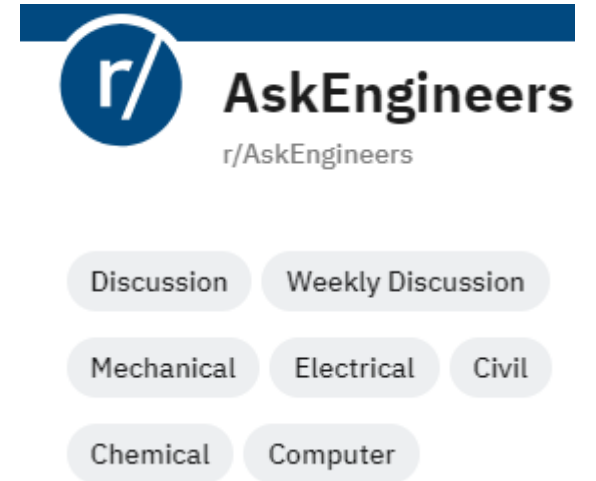 r/
AskEngineers
r/AskEngineers
Discussion Weekly Discussion
Mechanical Electrical Civil
Chemical Computer